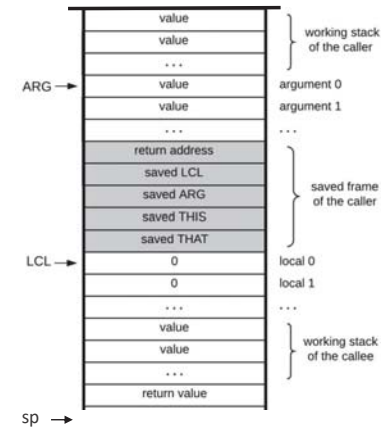 value
value
working stack
of the caller
...
ARG
value
argument 0
value
argument 1
...
...
return address
saved LCL
saved ARG
saved frame
of the caller
saved THIS
saved THAT
LCL
0
local 0
0
local 1
...
...
value
value
working stack
of the callee
...
return value
sp